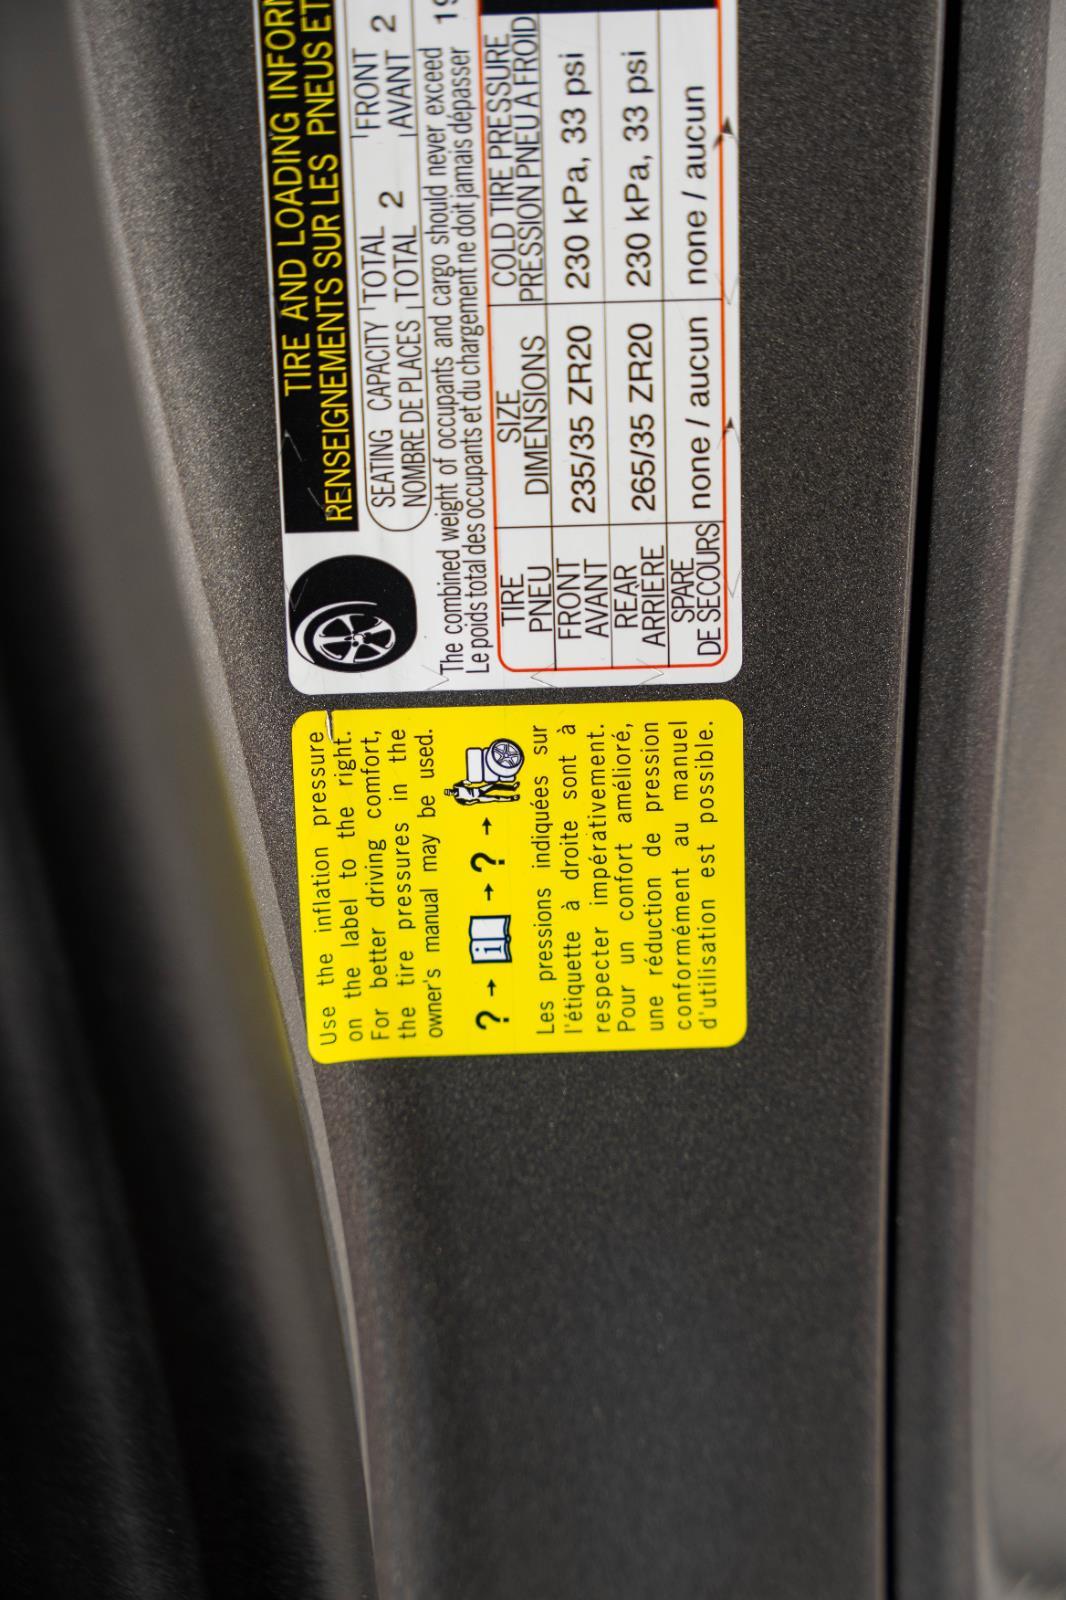 TIRE AND LOADING
RENSEIGNEMENTS SUR LES PNEUS ET
SEATING CAPACITY TOTAL 2 FRONT 2
NOMBRE DE PLACES TOTAL AVANT
The combined weight of occupants and cargo should never exceed
Le poids total des occupants et du chargement ne doit jamais dépasser
TIRE SIZE COLD TIRE PRESSURE
PNEU DIMENSIONS PRESSION PNEU A FROID
FRONT
AVANT 235/35 ZR20 230 kPa, 33 psi
REAR
ARRIERE 265/35 ZR20 230 kPa, 33 psi
SPARE
DE SECOURS none / aucun none / aucun
Use the inflation pressure
on the label to the right.
For better driving comfort,
the tire pressures in the
owner's manual may be used.
? → i → ? →
Les pressions indiquées sur
l'étiquette à droite sont à
respecter impérativement.
Pour un confort amélioré,
une réduction de pression
conformément au manuel
d'utilisation est possible.